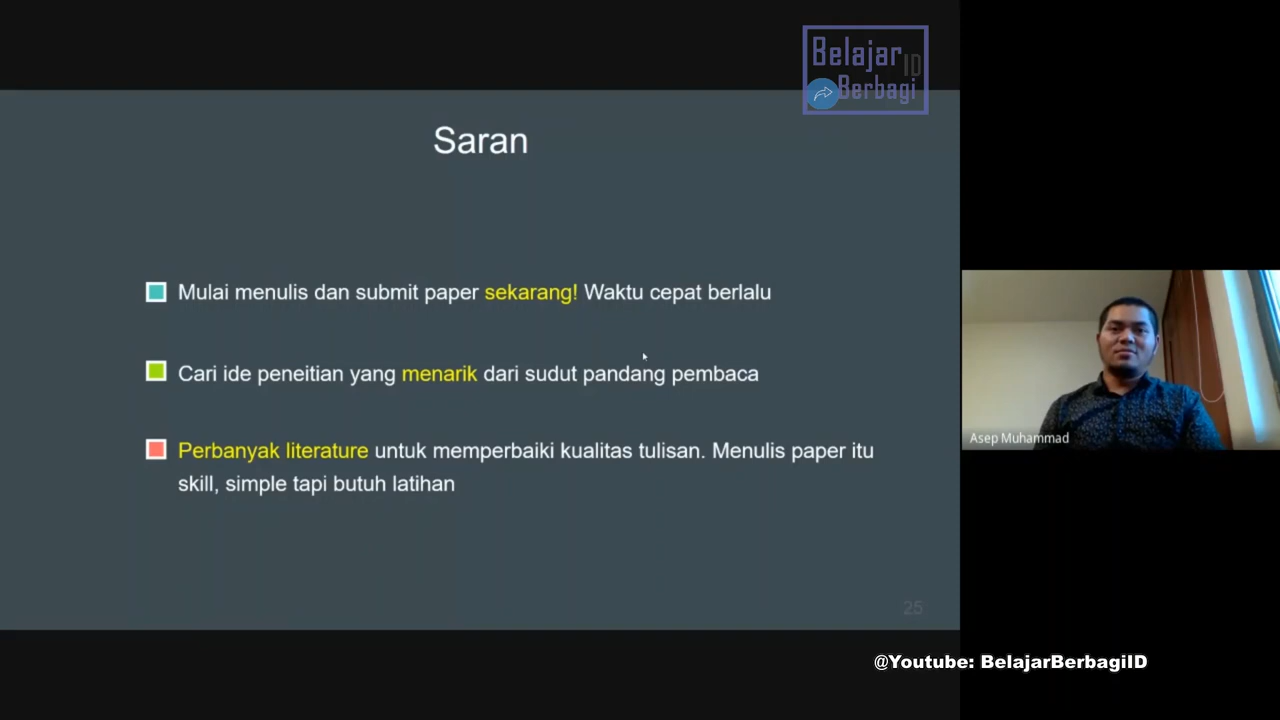 Belajar
ID
Berbagi
Saran
Mulai menulis dan submit paper sekarang! Waktu cepat berlalu
Cari ide peneitian yang menarik dari sudut pandang pembaca
Perbanyak literature untuk memperbaiki kualitas tulisan. Menulis paper itu
skill, simple tapi butuh latihan
Asep Muhammad
25
@Youtube: BelajarBerbagiID